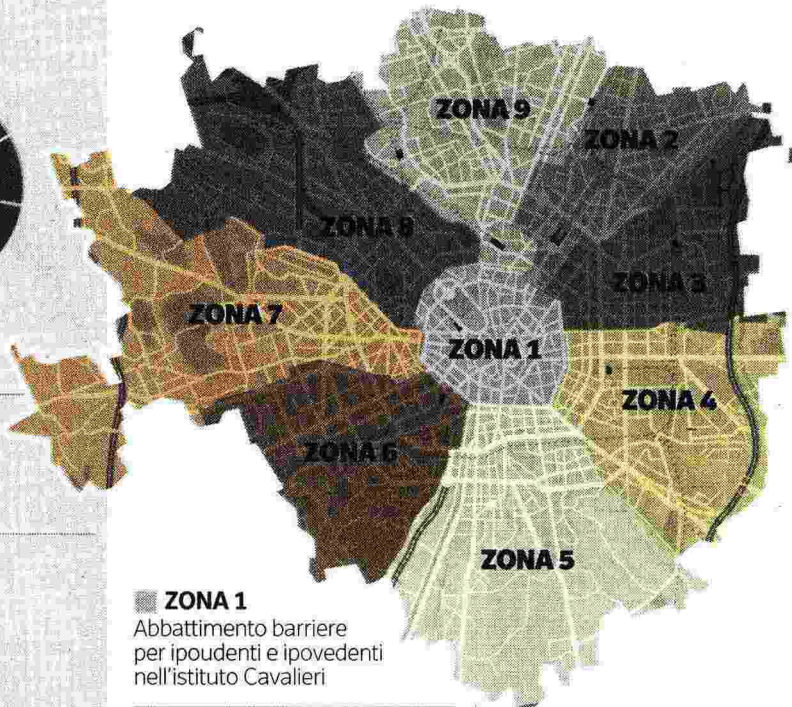 ZONA 9
ZONA 2
ZONA 8
ZONA 3
ZONA 7
ZONA 1
ZONA 4
ZONA 6
ZONA 5
ZONA 1
Abbattimento barriere
per ipoudenti e ipovedenti
nell'istituto Cavalieri